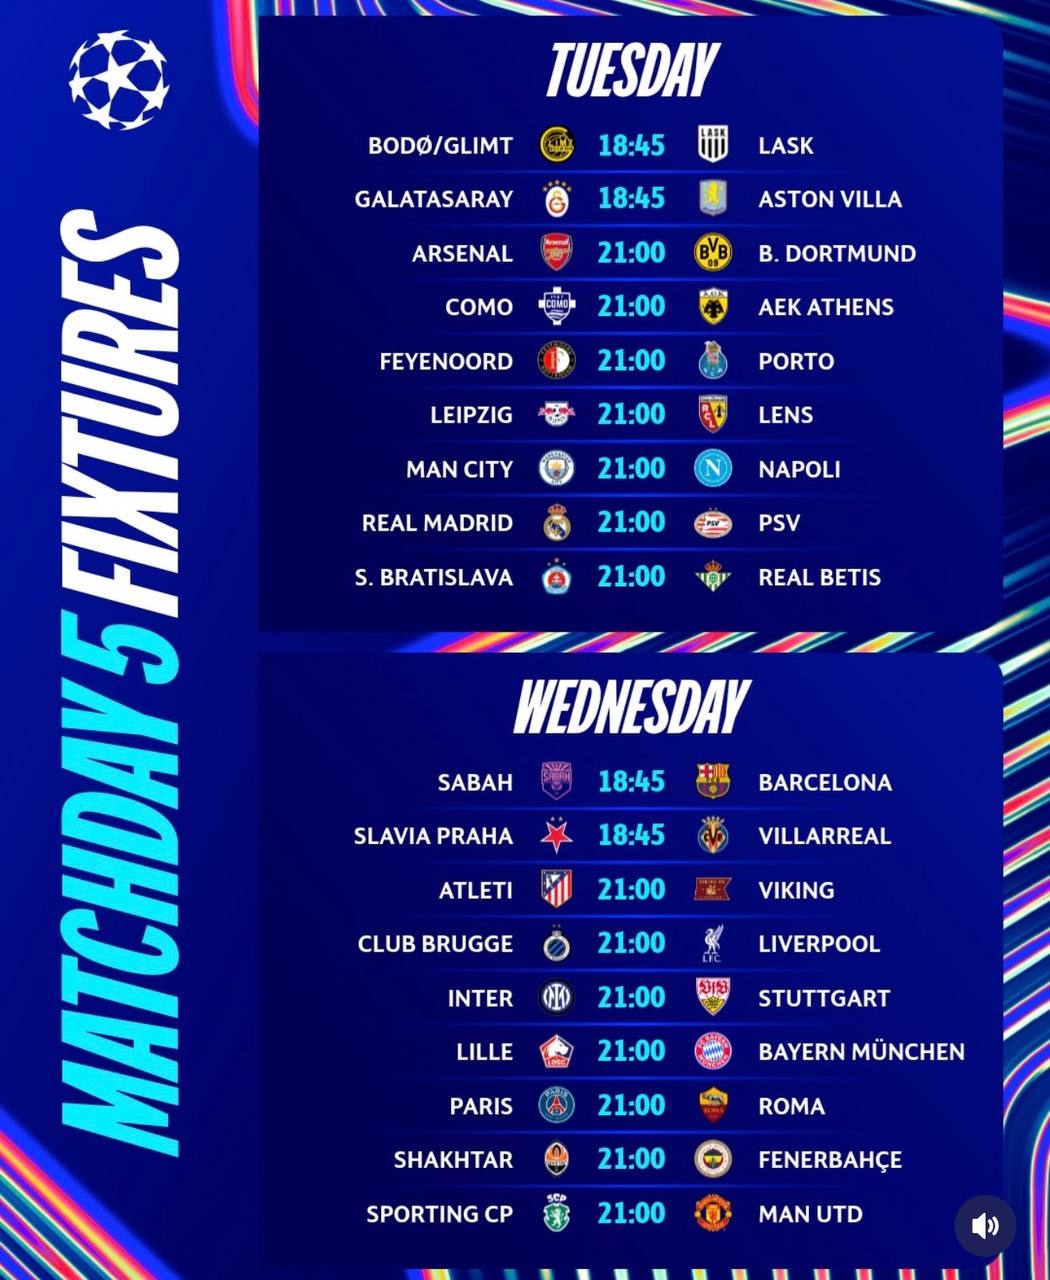 MATCHDAY 5 FIXTURES
TUESDAY
BODØ/GLIMT 18:45 LASK
GALATASARAY 18:45 ASTON VILLA
ARSENAL 21:00 B. DORTMUND
COMO 21:00 AEK ATHENS
FEYENOORD 21:00 PORTO
LEIPZIG 21:00 LENS
MAN CITY 21:00 NAPOLI
REAL MADRID 21:00 PSV
S. BRATISLAVA 21:00 REAL BETIS
WEDNESDAY
SABAH 18:45 BARCELONA
SLAVIA PRAHA 18:45 VILLARREAL
ATLETI 21:00 VIKING
CLUB BRUGGE 21:00 LIVERPOOL
INTER 21:00 STUTTGART
LILLE 21:00 BAYERN MÜNCHEN
PARIS 21:00 ROMA
SHAKHTAR 21:00 FENERBAHÇE
SPORTING CP 21:00 MAN UTD